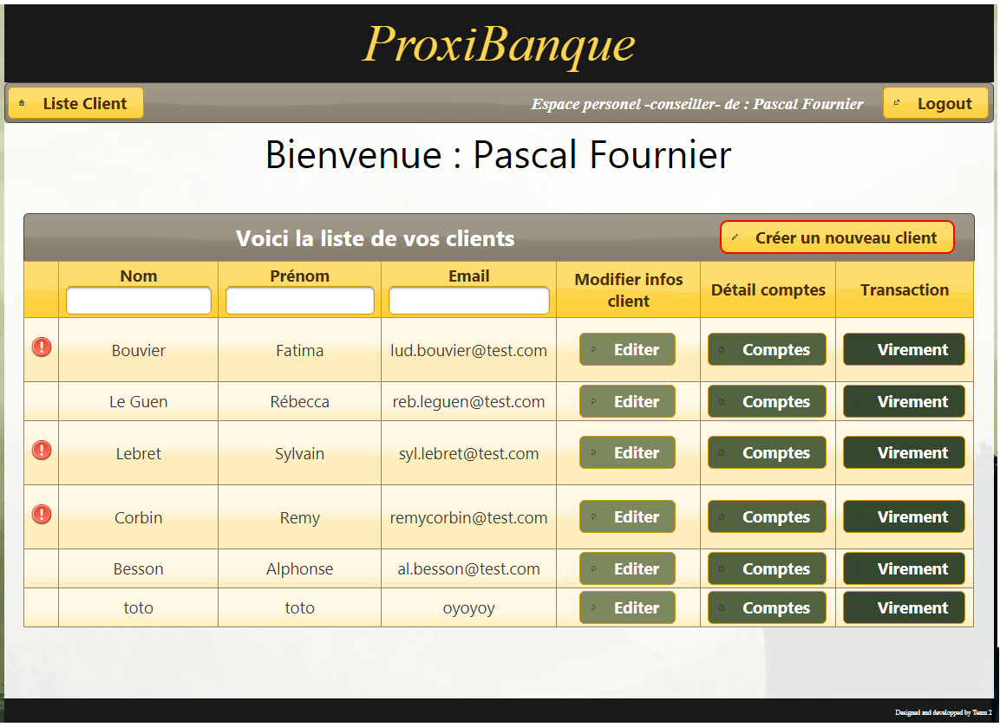 ProxiBanque
Liste Client
Espace personel -conseiller- de : Pascal Fournier
Logout
Bienvenue : Pascal Fournier
Voici la liste de vos clients
Créer un nouveau client
Nom Prénom Email Modifier infos client Détail comptes Transaction
! Bouvier Fatima lud.bouvier@test.com Editer Comptes Virement
Le Guen Rébecca reb.leguen@test.com Editer Comptes Virement
! Lebret Sylvain syl.lebret@test.com Editer Comptes Virement
! Corbin Remy remycorbin@test.com Editer Comptes Virement
Besson Alphonse al.besson@test.com Editer Comptes Virement
toto toto oyoyoy Editer Comptes Virement
Designed and developped by Team 2